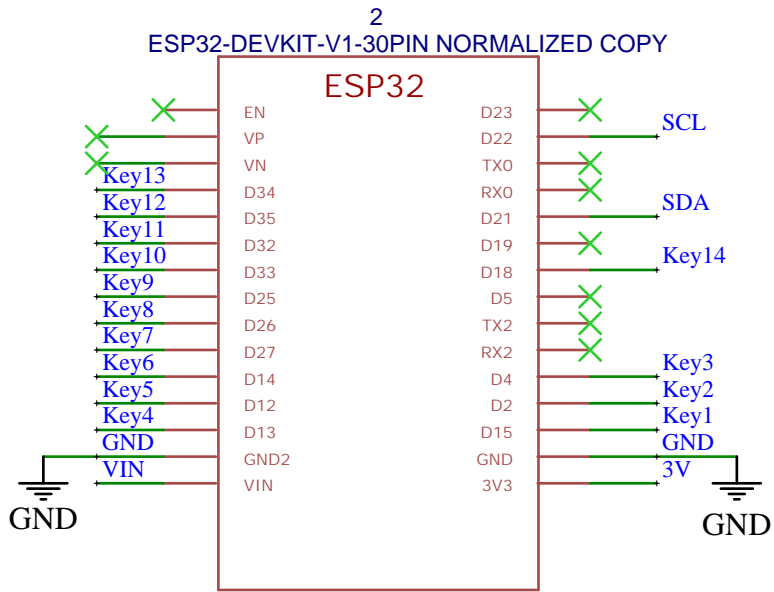 2
ESP32-DEVKIT-V1-30PIN NORMALIZED COPY
ESP32
EN D23
VP D22 SCL
VN TX0
Key13 D34 RX0
Key12 D35 D21 SDA
Key11 D32 D19
Key10 D33 D18 Key14
Key9 D25 D5
Key8 D26 TX2
Key7 D27 RX2
Key6 D14 D4 Key3
Key5 D12 D2 Key2
Key4 D13 D15 Key1
GND GND2 GND GND
VIN VIN 3V3 3V
GND GND